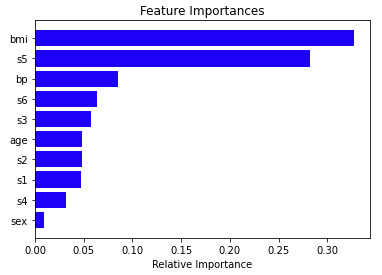 Feature Importances
bmi
s5
bp
s6
s3
age
s2
s1
s4
sex
0.00 0.05 0.10 0.15 0.20 0.25 0.30
Relative Importance